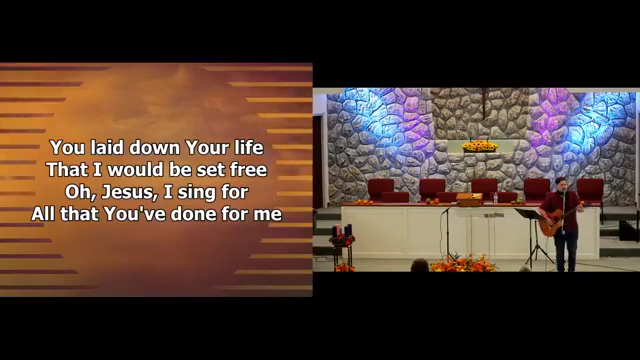 You laid down Your life
That I would be set free
Oh, Jesus, I sing for
All that You've done for me